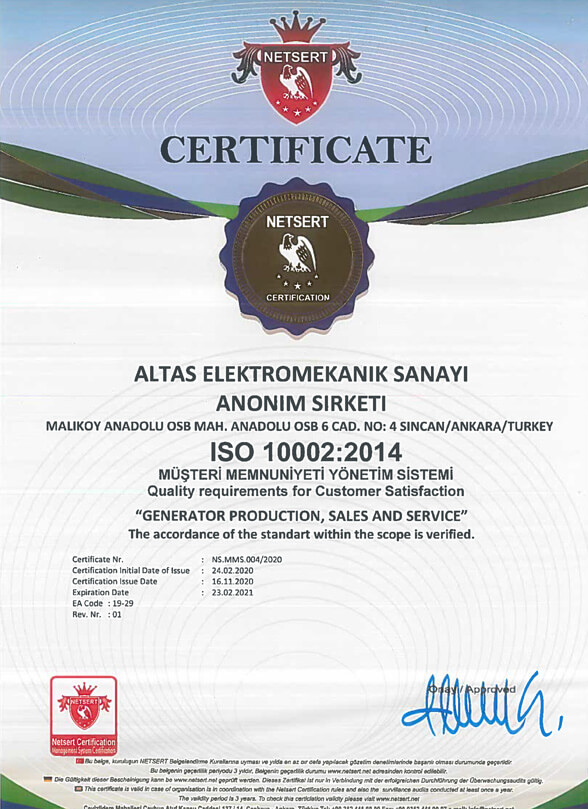 NETSERT
CERTIFICATE
NETSERT
CERTIFICATION
ALTAS ELEKTROMEKANIK SANAYI
ANONIM SIRKETI
MALIKOY ANADOLU OSB MAH. ANADOLU OSB 6 CAD. NO: 4 SINCAN/ANKARA/TURKEY
ISO 10002:2014
MÜŞTERİ MEMNUNİYETİ YÖNETİM SİSTEMİ
Quality requirements for Customer Satisfaction
“GENERATOR PRODUCTION, SALES AND SERVICE”
The accordance of the standart within the scope is verified.
Certificate Nr. : NS.MMS.004/2020
Certification Initial Date of Issue : 24.02.2020
Certification Issue Date : 16.11.2020
Expiration Date : 23.02.2021
EA Code : 19-29
Rev. Nr. : 01
Onay / Approved
NETSERT
Netsert Certification
Management System Certification
Bu belge, kuruluşun NETSERT Belgelendirme Kurallarına uyması ve yılda en az bir defa yapılacak gözetim denetimlerinde başarılı olması durumunda geçerlidir.
Bu belgenin geçerlilik periyodu 3 yıldır. Belgenin geçerlilik durumu www.netsert.net adresinden kontrol edilebilir.
Die Gültigkeit dieser Bescheinigung kann bei www.netsert.net geprüft werden. Dieses Zertifikat ist nur in Verbindung mit der erfolgreichen Durchführung der Überwachungsaudits gültig.
This certificate is valid in case of organisation is in coordination with the Netsert Certification rules and also the surveillance audits conducted at least once a year.
The validity period is 3 years. To check this certification validity please visit www.netsert.net